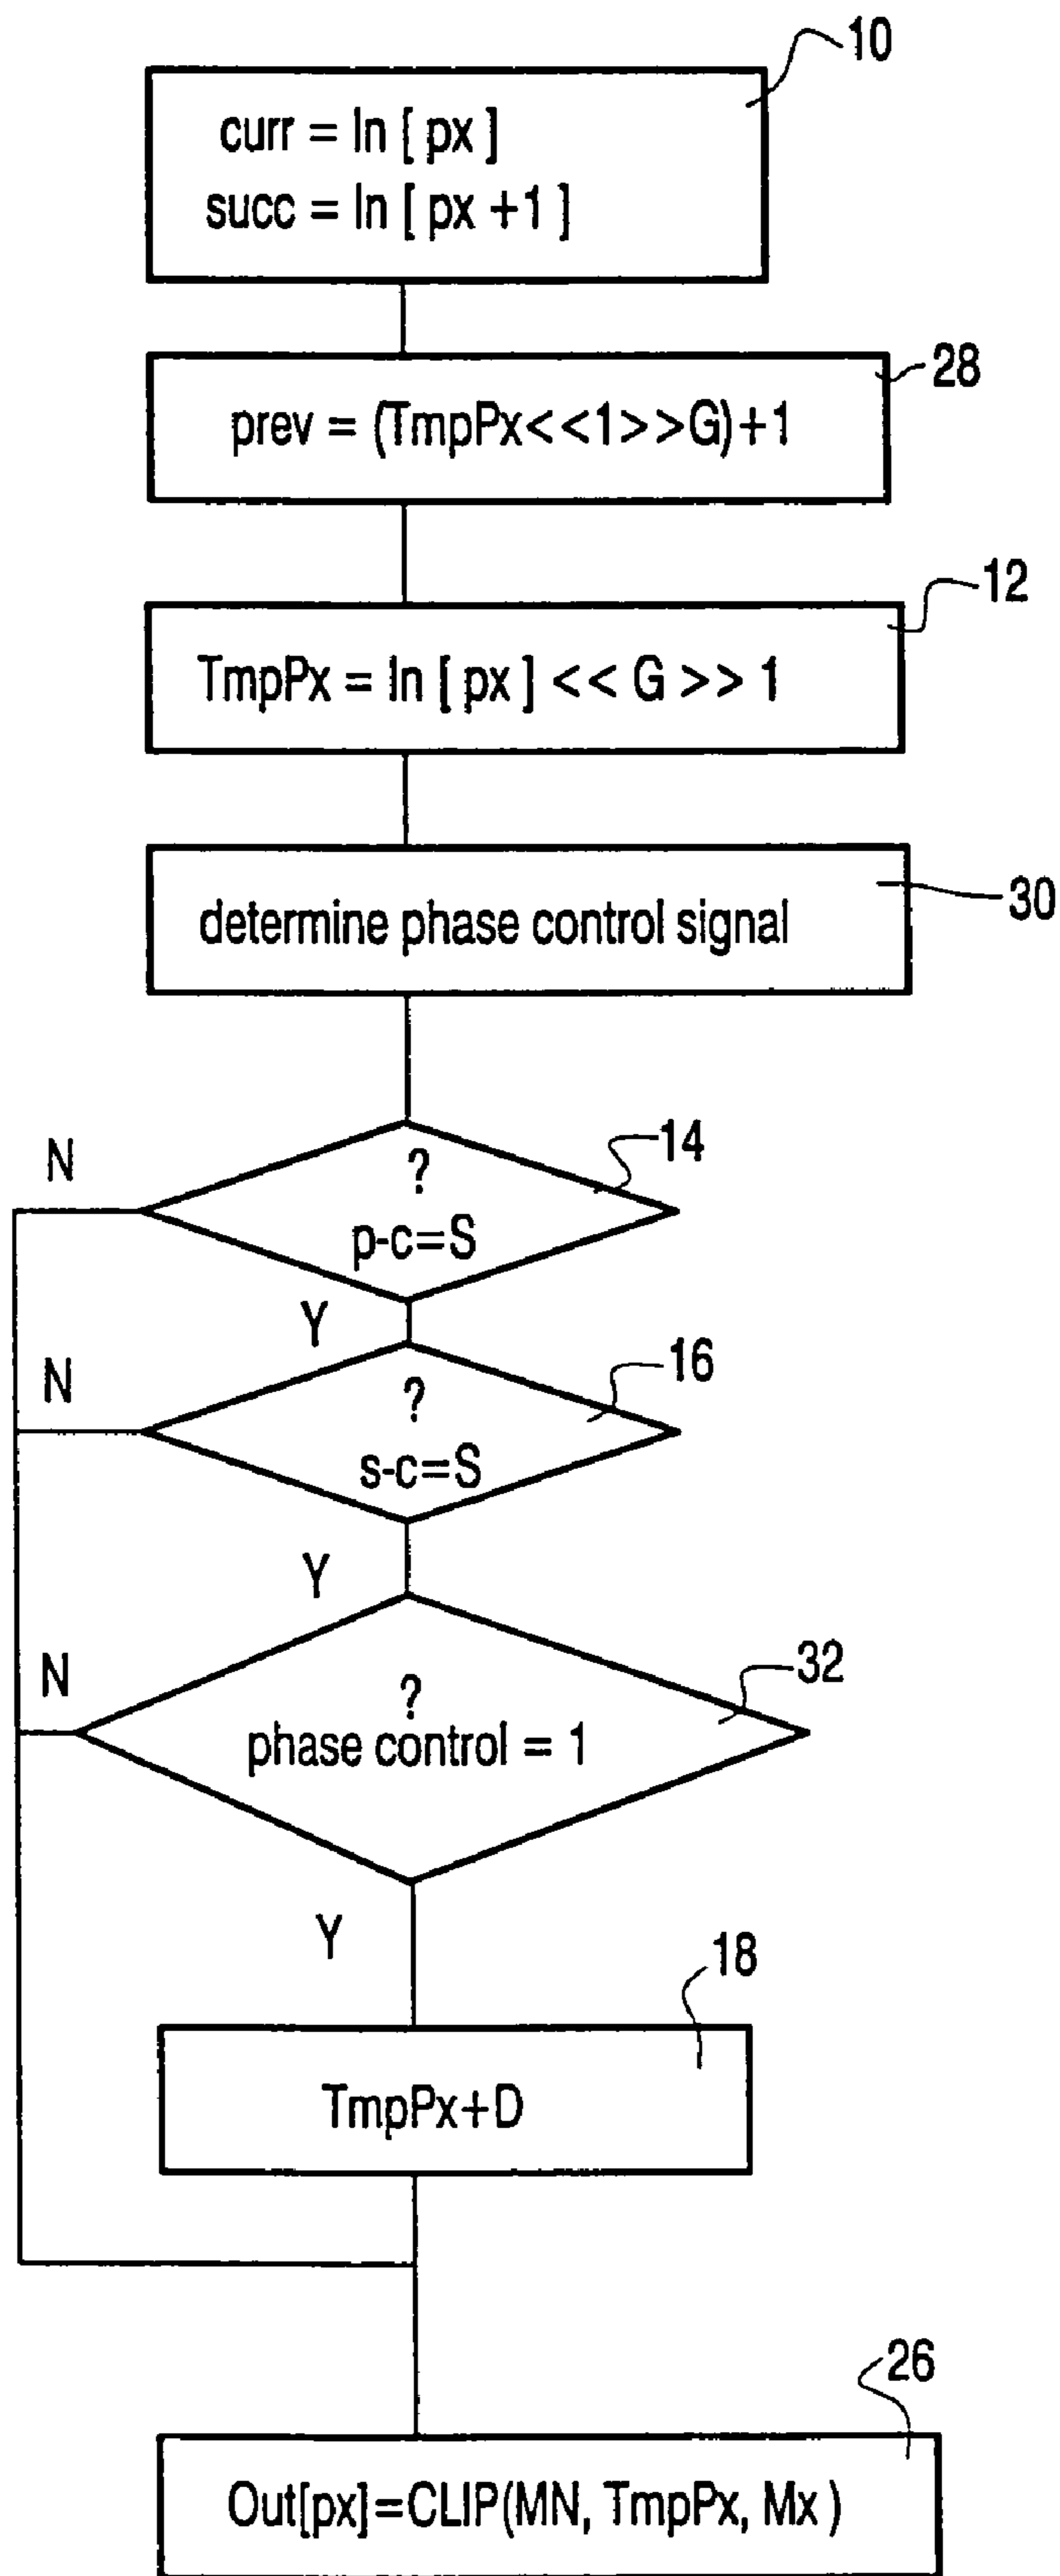 10
curr = In [ px ]
succ = In [ px +1 ]
28
prev = (TmpPx<<1>>G)+1
12
TmpPx = In [ px ] << G >> 1
30
determine phase control signal
N
14
?
p-c=S
Y
N
16
?
s-c=S
Y
N
32
?
phase control = 1
Y
18
TmpPx+D
26
Out[px]=CLIP(MN, TmpPx, Mx )